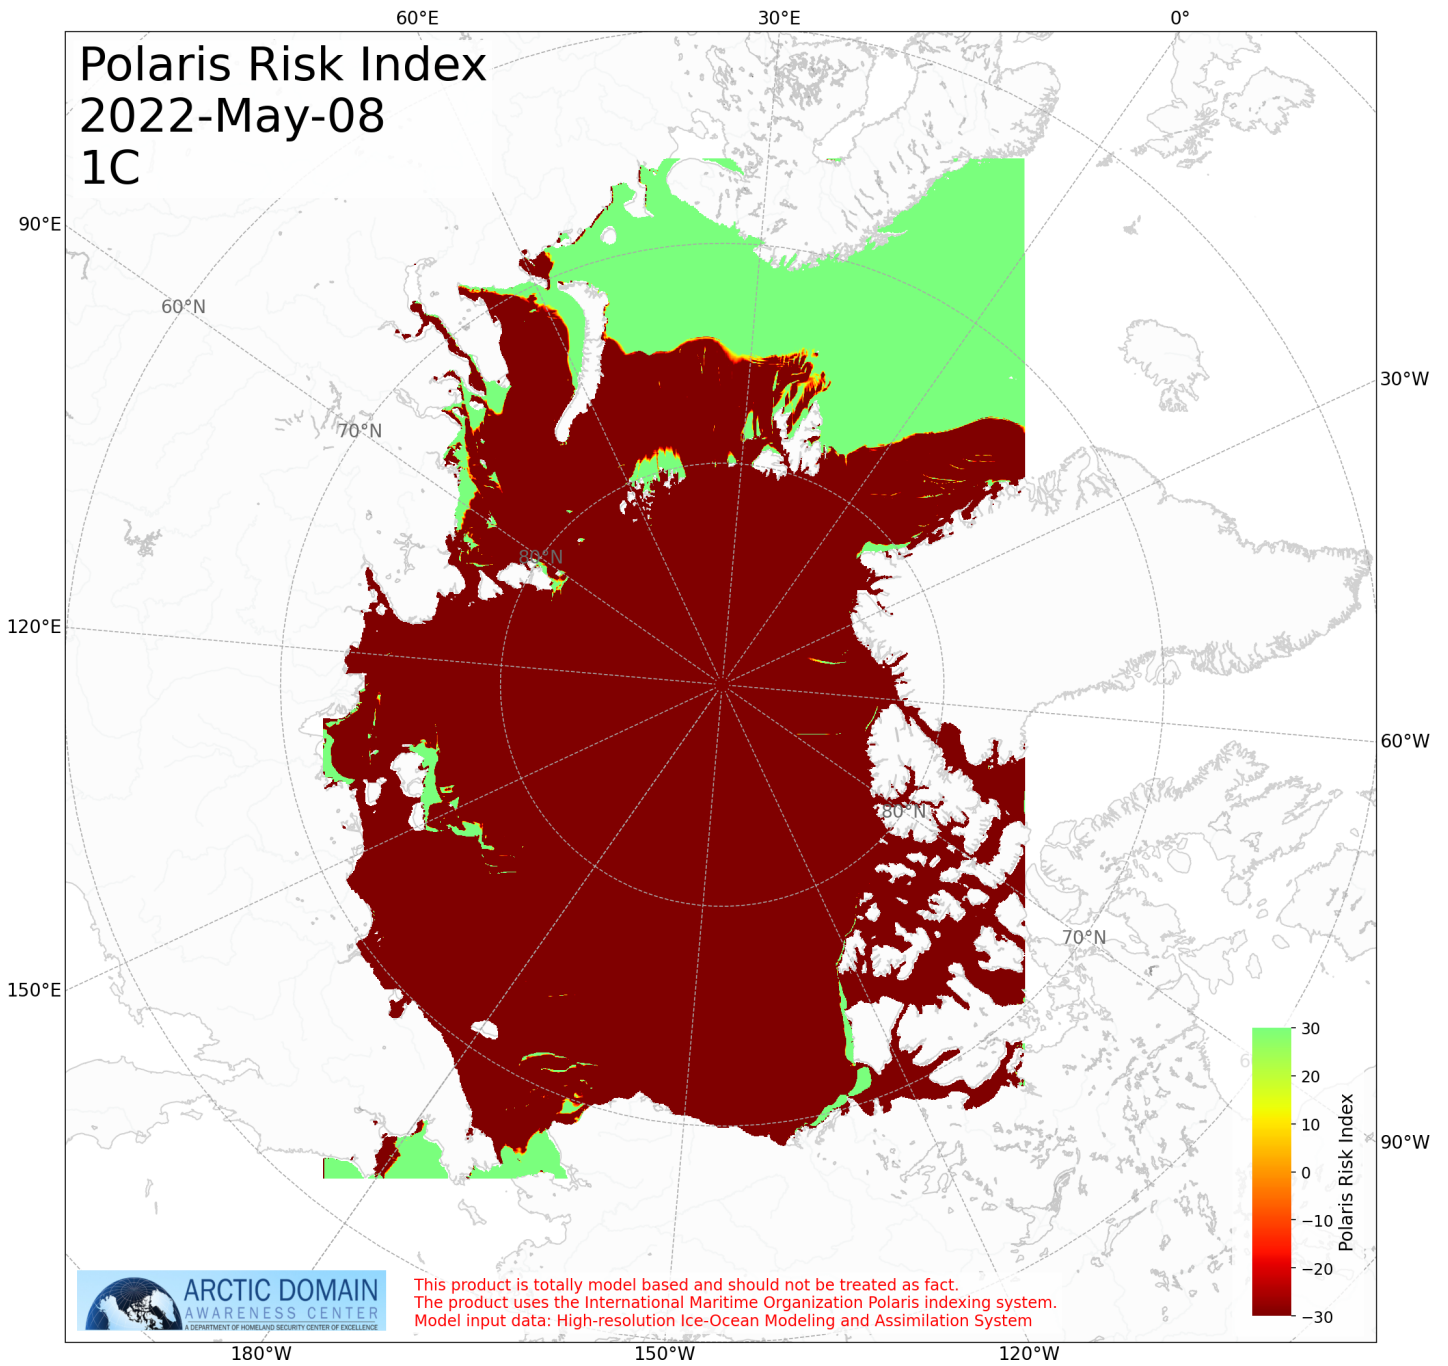 60°E
30°E
0°
Polaris Risk Index
2022-May-08
1C
90°E
60°N
30°W
70°N
80°N
120°E
60°W
80°N
70°N
150°E
30
20
10
0
−10
−20
−30
Polaris Risk Index
90°W
ARCTIC DOMAIN
AWARENESS CENTER
A DEPARTMENT OF HOMELAND SECURITY CENTER OF EXCELLENCE
This product is totally model based and should not be treated as fact.
The product uses the International Maritime Organization Polaris indexing system.
Model input data: High-resolution Ice-Ocean Modeling and Assimilation System
180°W
150°W
120°W